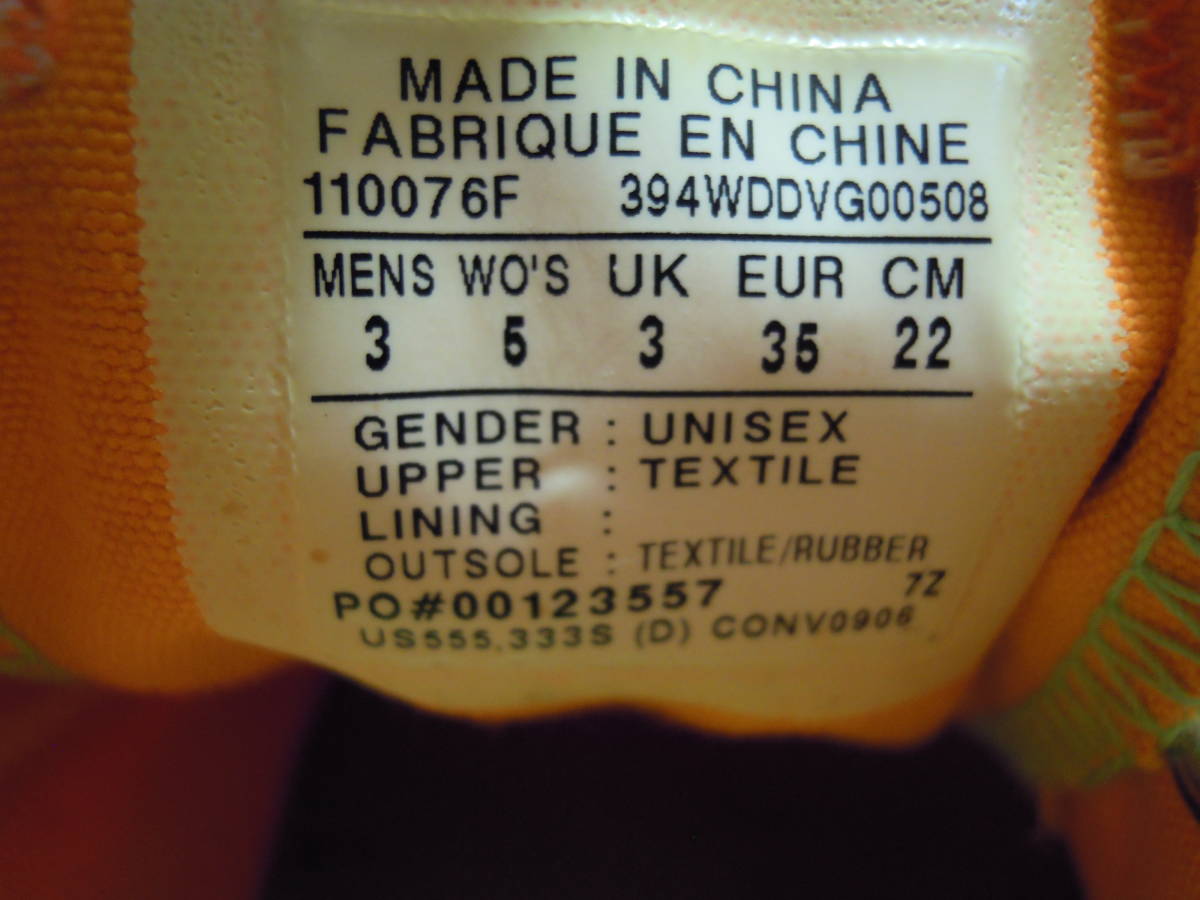 MADE IN CHINA
FABRIQUE EN CHINE
110076F 394WDDVG00508
MENS WO'S UK EUR CM
3 5 3 35 22
GENDER : UNISEX
UPPER : TEXTILE
LINING :
OUTSOLE : TEXTILE/RUBBER
PO#00123557 7Z
US555,333S (D) CONV0906